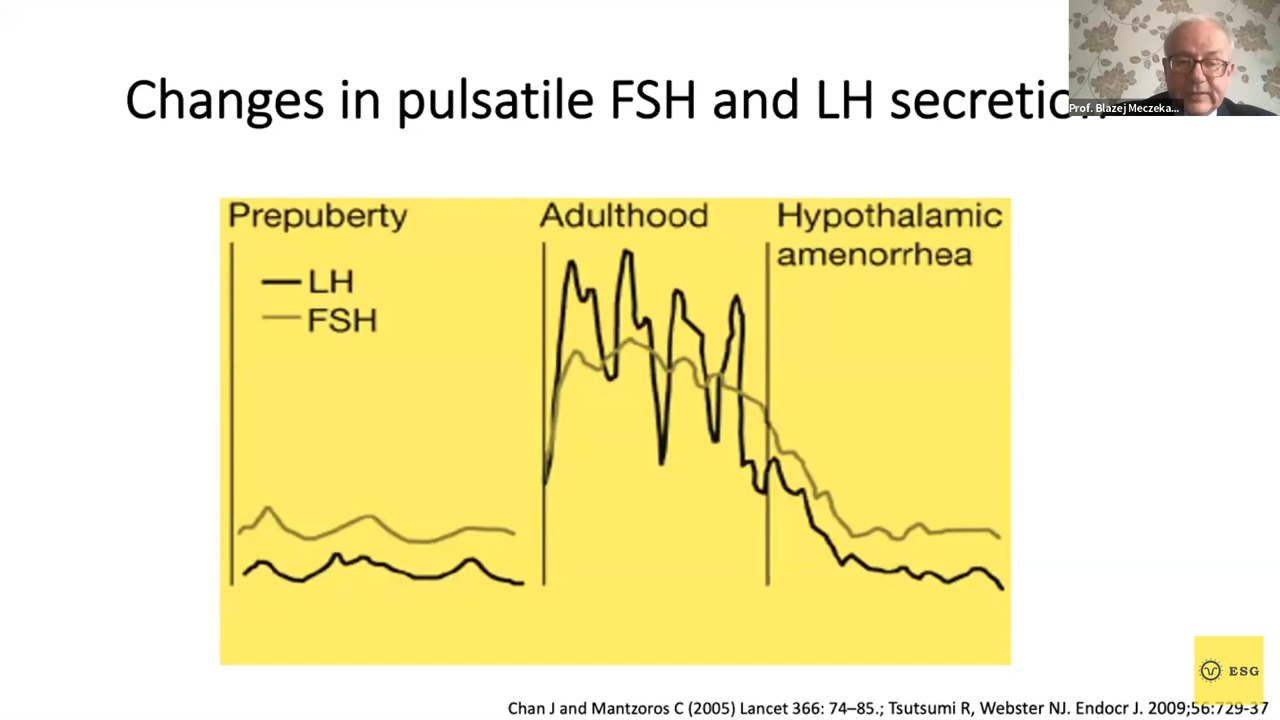 Changes in pulsatile FSH and LH secretion
Prof. Blazej Meczeka...
Prepuberty
Adulthood
Hypothalamic
amenorrhea
LH
FSH
ESG
Chan J and Mantzoros C (2005) Lancet 366: 74–85.; Tsutsumi R, Webster NJ. Endocr J. 2009;56:729-37